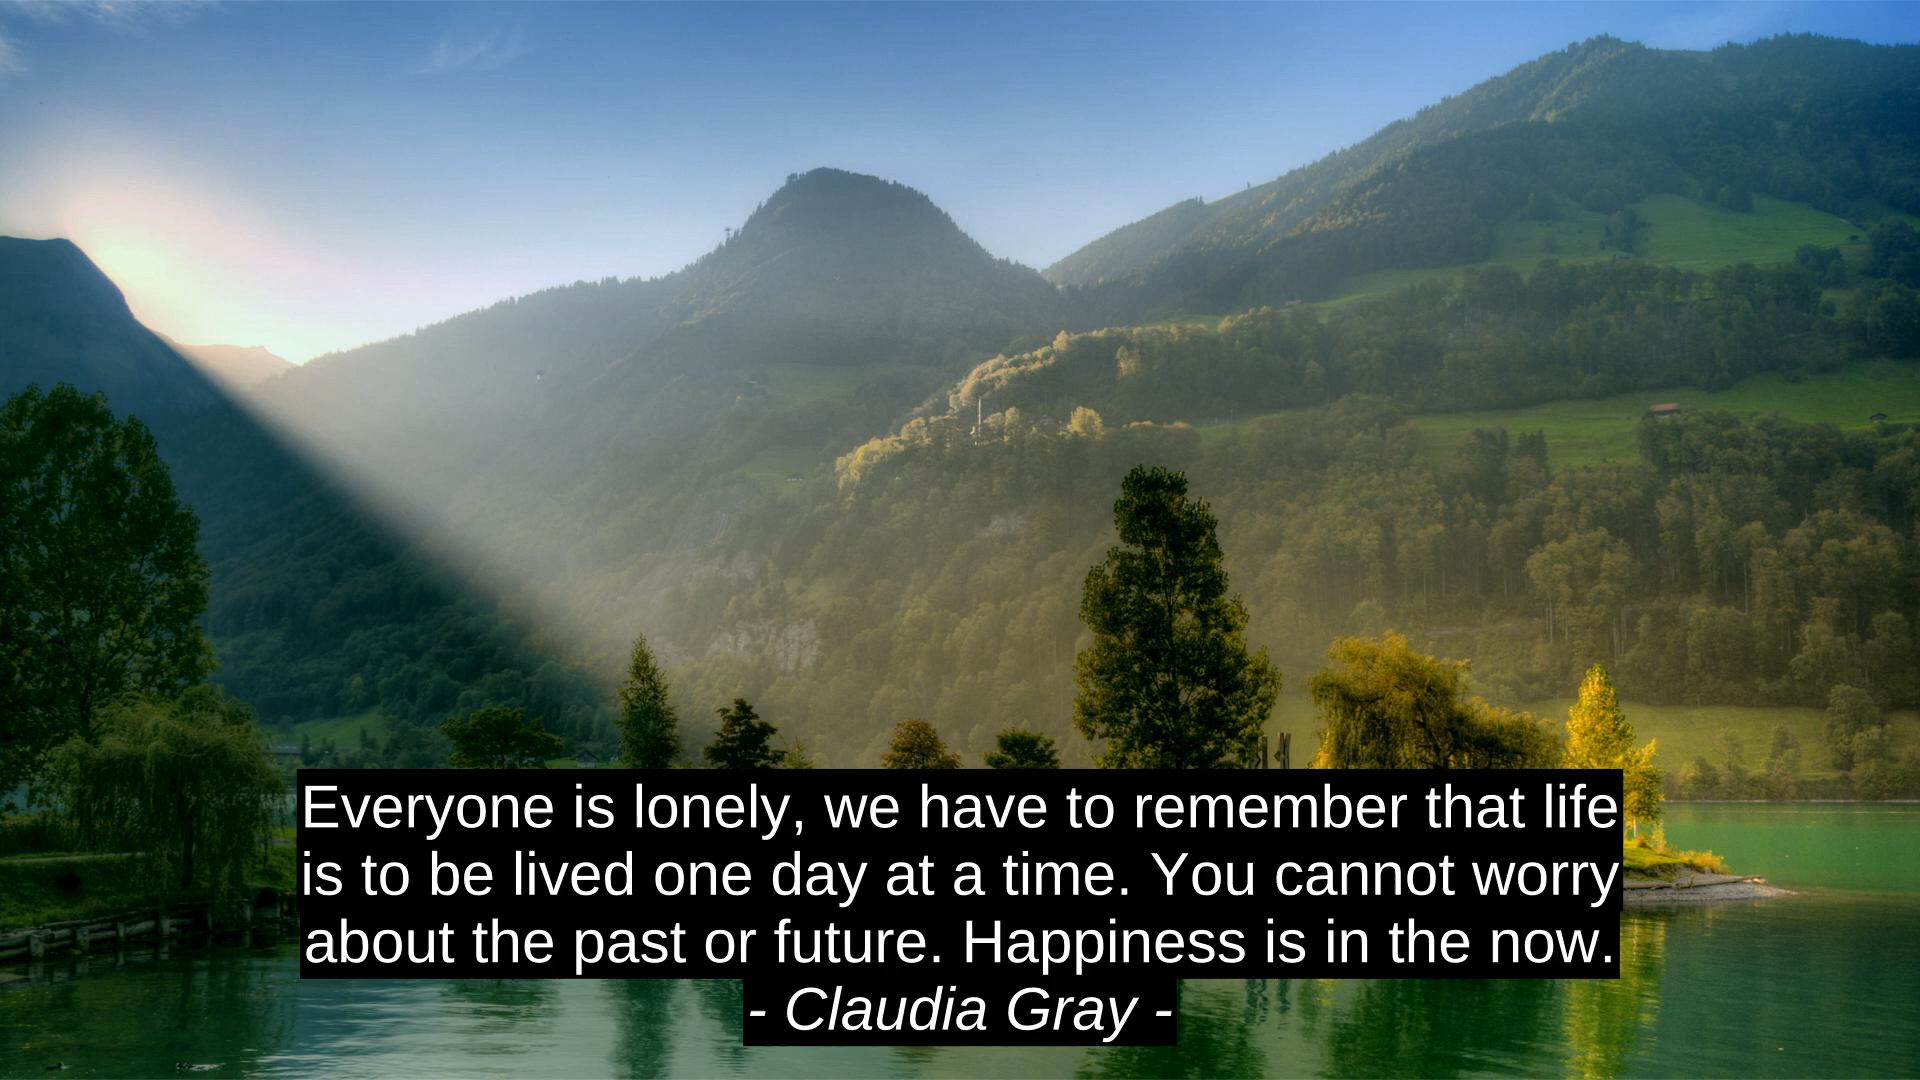 Everyone is lonely, we have to remember that life
is to be lived one day at a time. You cannot worry
about the past or future. Happiness is in the now.
- Claudia Gray -